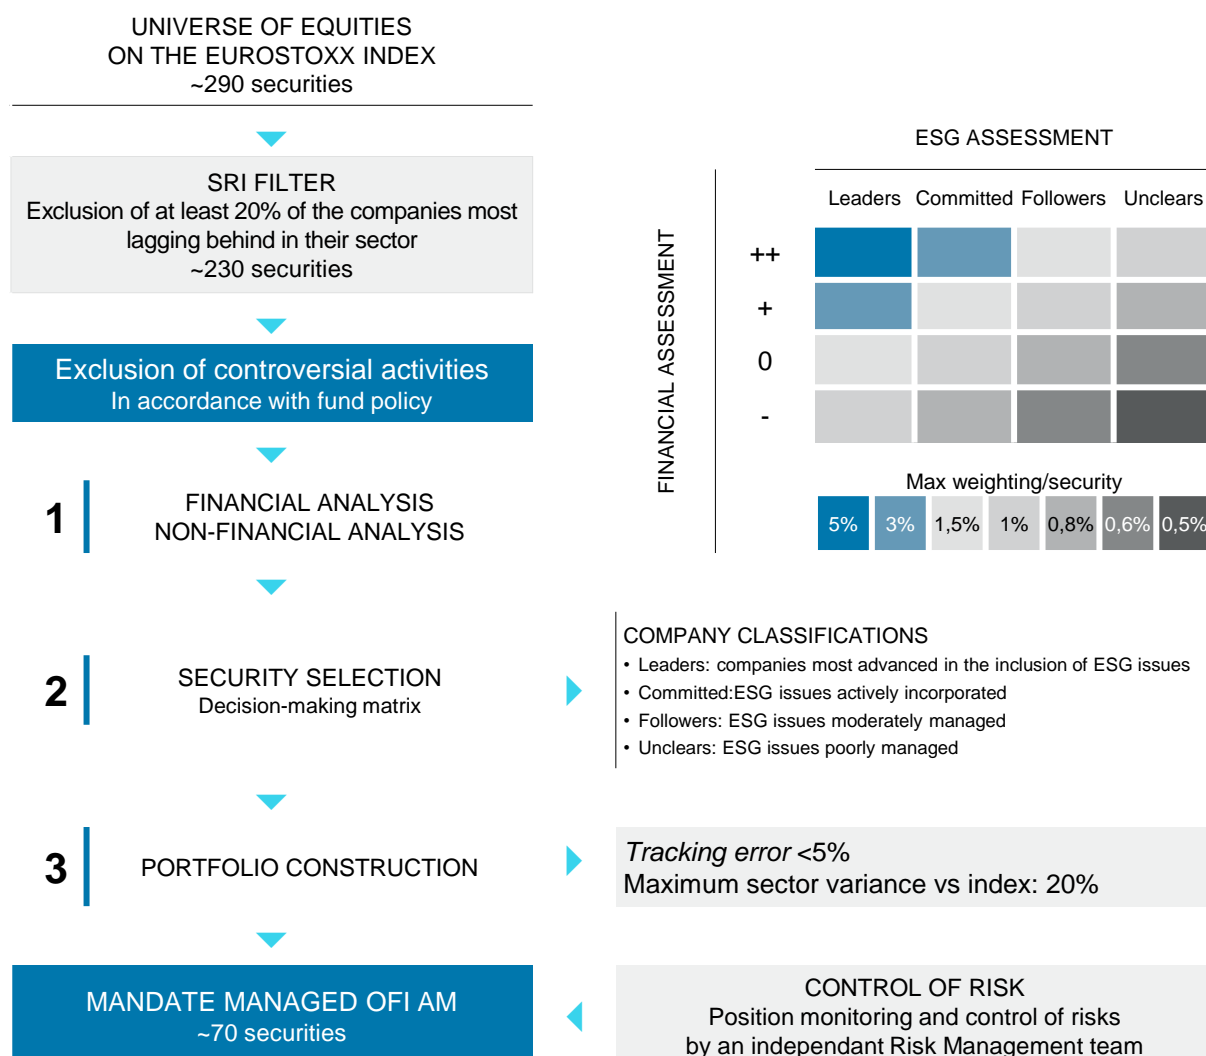 UNIVERSE OF EQUITIES
ON THE EUROSTOXX INDEX
~290 securities
SRI FILTER
Exclusion of at least 20% of the companies most
lagging behind in their sector
~230 securities
Exclusion of controversial activities
In accordance with fund policy
1
FINANCIAL ANALYSIS
NON-FINANCIAL ANALYSIS
2
SECURITY SELECTION
Decision-making matrix
3
PORTFOLIO CONSTRUCTION
MANDATE MANAGED OFI AM
~70 securities
ESG ASSESSMENT
Leaders Committed Followers Unclears
FINANCIAL ASSESSMENT
++
+
0
-
Max weighting/security
5% 3% 1,5% 1% 0,8% 0,6% 0,5%
COMPANY CLASSIFICATIONS
• Leaders: companies most advanced in the inclusion of ESG issues
• Committed:ESG issues actively incorporated
• Followers: ESG issues moderately managed
• Unclears: ESG issues poorly managed
Tracking error <5%
Maximum sector variance vs index: 20%
CONTROL OF RISK
Position monitoring and control of risks
by an independant Risk Management team